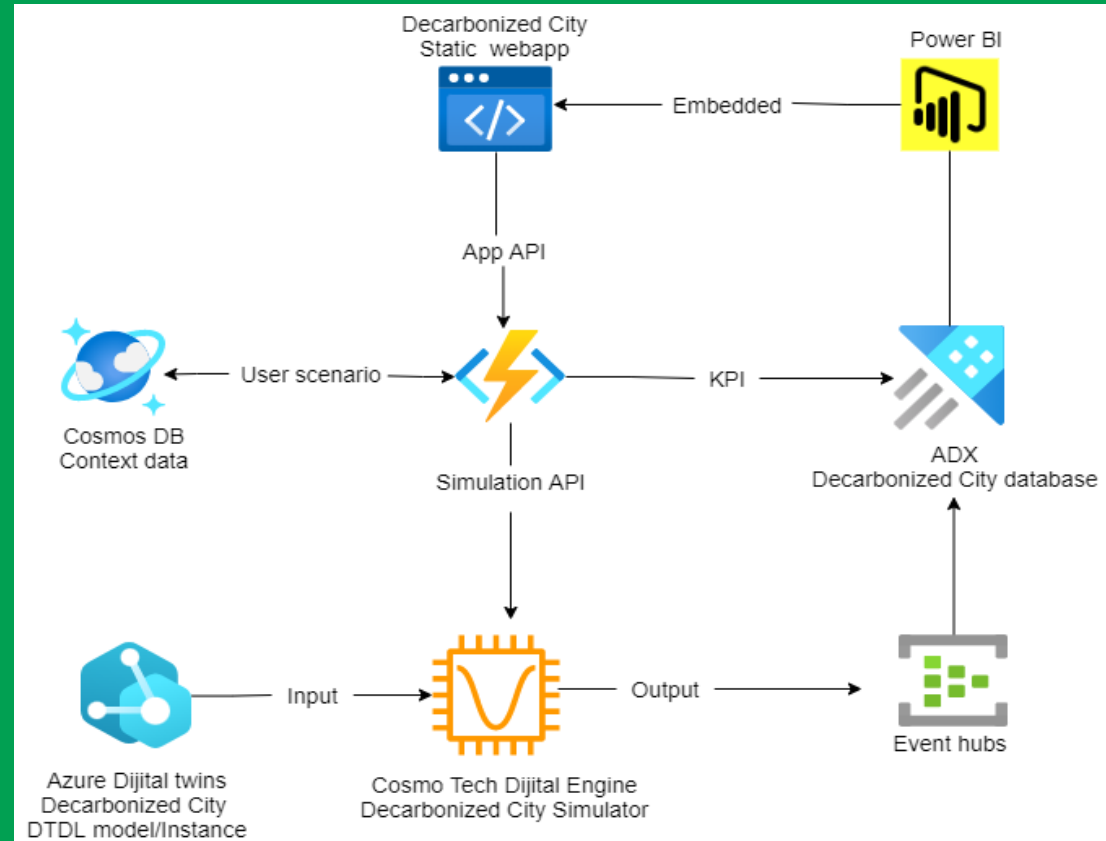 Decarbonized City
Static webapp
Power BI
Embedded
App API
User scenario
KPI
Cosmos DB
Context data
Simulation API
ADX
Decarbonized City database
Input
Output
Event hubs
Azure Dijital twins
Decarbonized City
DTDL model/Instance
Cosmo Tech Dijital Engine
Decarbonized City Simulator